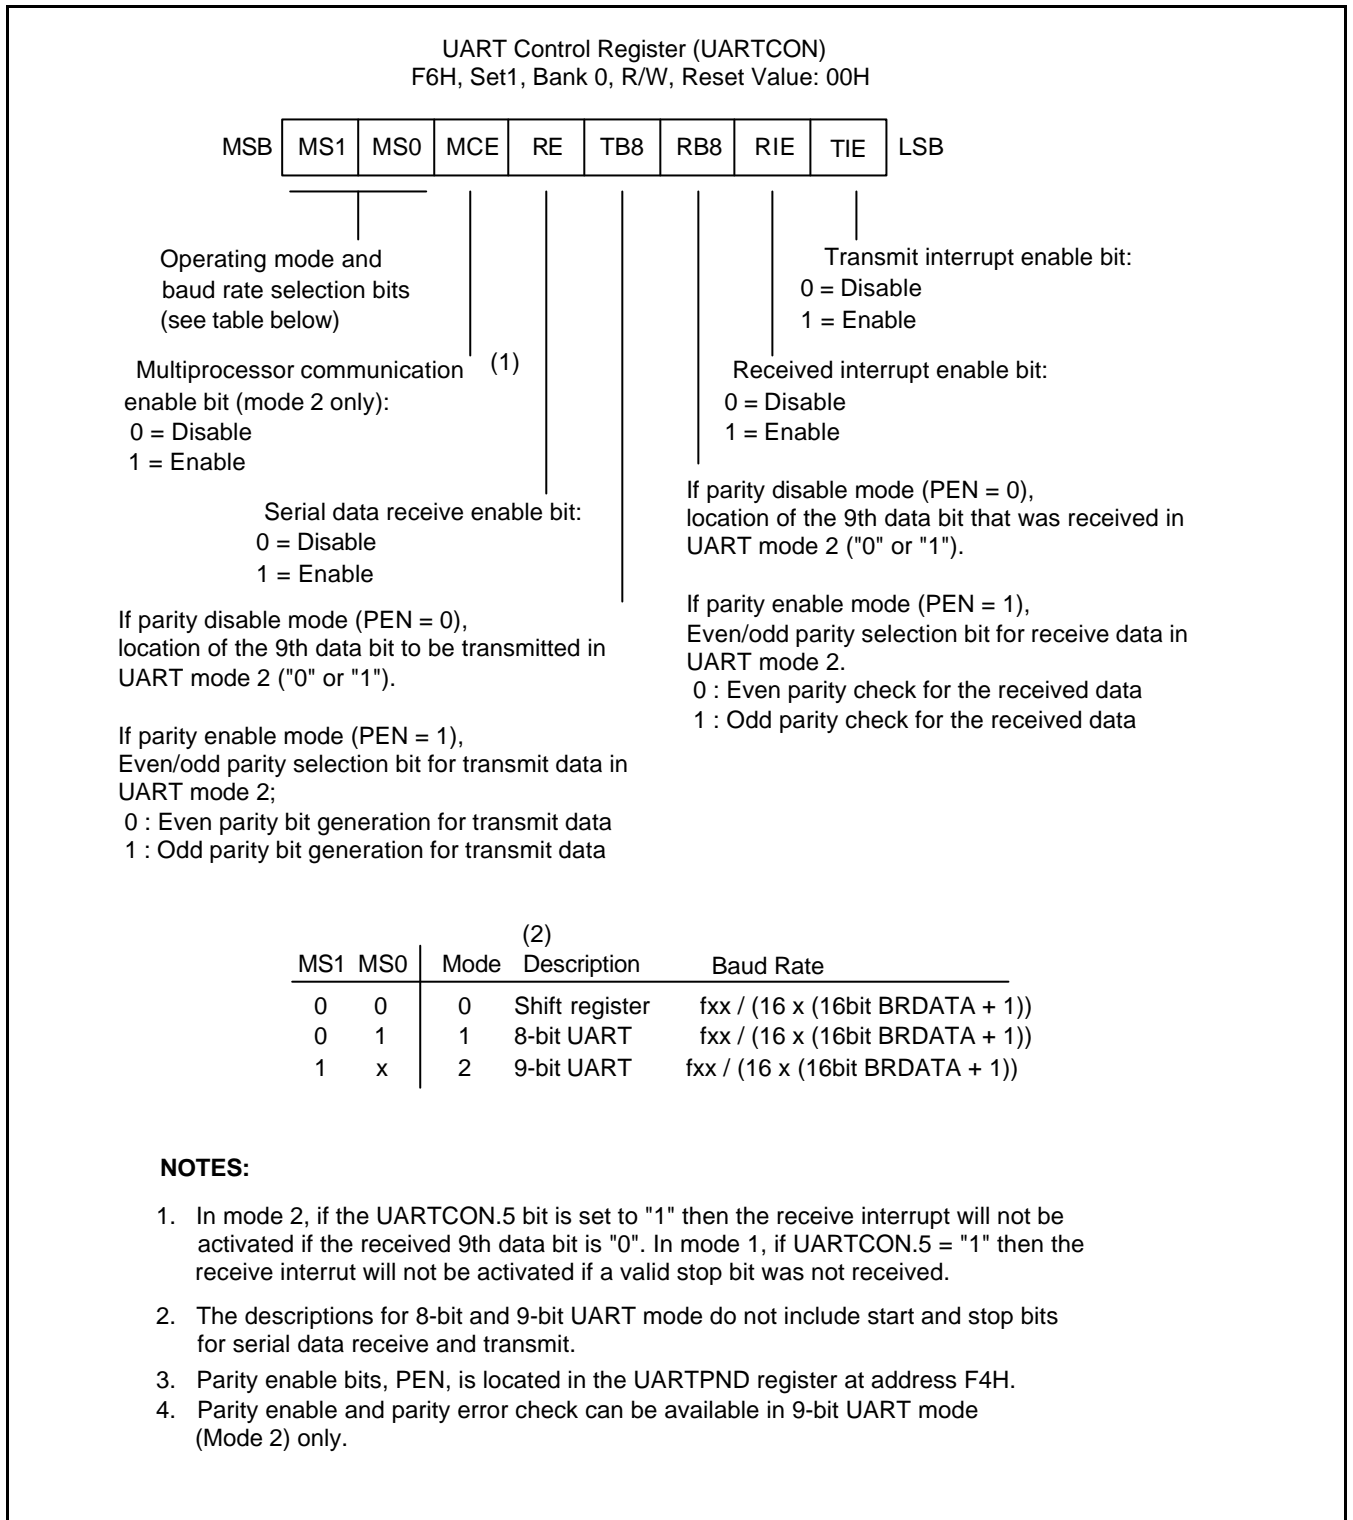 UART Control Register (UARTCON)
F6H, Set1, Bank 0, R/W, Reset Value: 00H
MSB MS1 MS0 MCE RE TB8 RB8 RIE TIE LSB
Operating mode and
baud rate selection bits
(see table below)
Transmit interrupt enable bit:
0 = Disable
1 = Enable
Multiprocessor communication (1)
enable bit (mode 2 only):
0 = Disable
1 = Enable
Received interrupt enable bit:
0 = Disable
1 = Enable
Serial data receive enable bit:
0 = Disable
1 = Enable
If parity disable mode (PEN = 0),
location of the 9th data bit that was received in
UART mode 2 ("0" or "1").
If parity enable mode (PEN = 1),
Even/odd parity selection bit for receive data in
UART mode 2.
0 : Even parity check for the received data
1 : Odd parity check for the received data
If parity disable mode (PEN = 0),
location of the 9th data bit to be transmitted in
UART mode 2 ("0" or "1").
If parity enable mode (PEN = 1),
Even/odd parity selection bit for transmit data in
UART mode 2;
0 : Even parity bit generation for transmit data
1 : Odd parity bit generation for transmit data
(2)
MS1 MS0 Mode Description Baud Rate
0 0 0 Shift register fxx / (16 x (16bit BRDATA + 1))
0 1 1 8-bit UART fxx / (16 x (16bit BRDATA + 1))
1 x 2 9-bit UART fxx / (16 x (16bit BRDATA + 1))
NOTES:
1. In mode 2, if the UARTCON.5 bit is set to "1" then the receive interrupt will not be
activated if the received 9th data bit is "0". In mode 1, if UARTCON.5 = "1" then the
receive interrut will not be activated if a valid stop bit was not received.
2. The descriptions for 8-bit and 9-bit UART mode do not include start and stop bits
for serial data receive and transmit.
3. Parity enable bits, PEN, is located in the UARTPND register at address F4H.
4. Parity enable and parity error check can be available in 9-bit UART mode
(Mode 2) only.